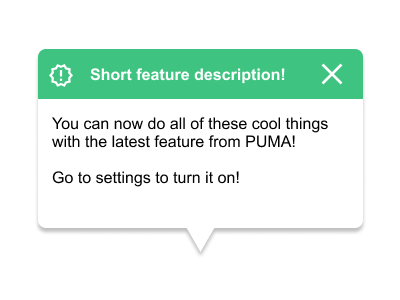 Short feature description!
You can now do all of these cool things
with the latest feature from PUMA!
Go to settings to turn it on!